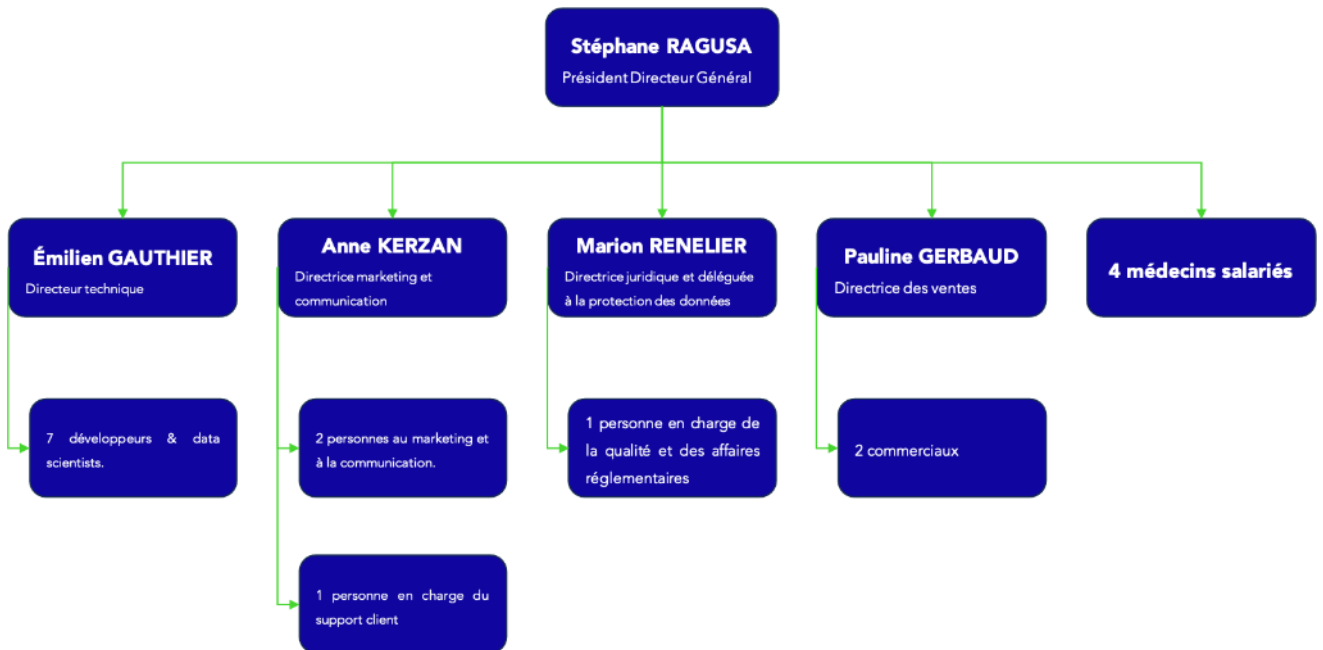 Stéphane RAGUSA
Président Directeur Général
Émilien GAUTHIER
Directeur technique
Anne KERZAN
Directrice marketing et
communication
Marion RENELIER
Directrice juridique et déléguée
à la protection des données
Pauline GERBAUD
Directrice des ventes
4 médecins salariés
7 développeurs & data
scientists.
2 personnes au marketing et
à la communication.
1 personne en charge de
la qualité et des affaires
réglementaires
2 commerciaux
1 personne en charge du
support client